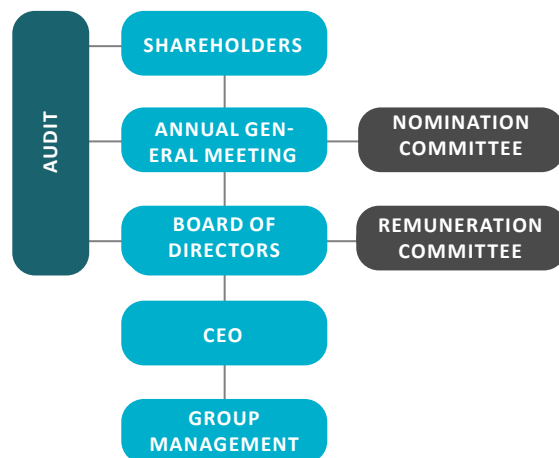 AUDIT
SHAREHOLDERS
ANNUAL GEN-
ERAL MEETING
NOMINATION
COMMITTEE
BOARD OF
DIRECTORS
REMUNERATION
COMMITTEE
CEO
GROUP
MANAGEMENT